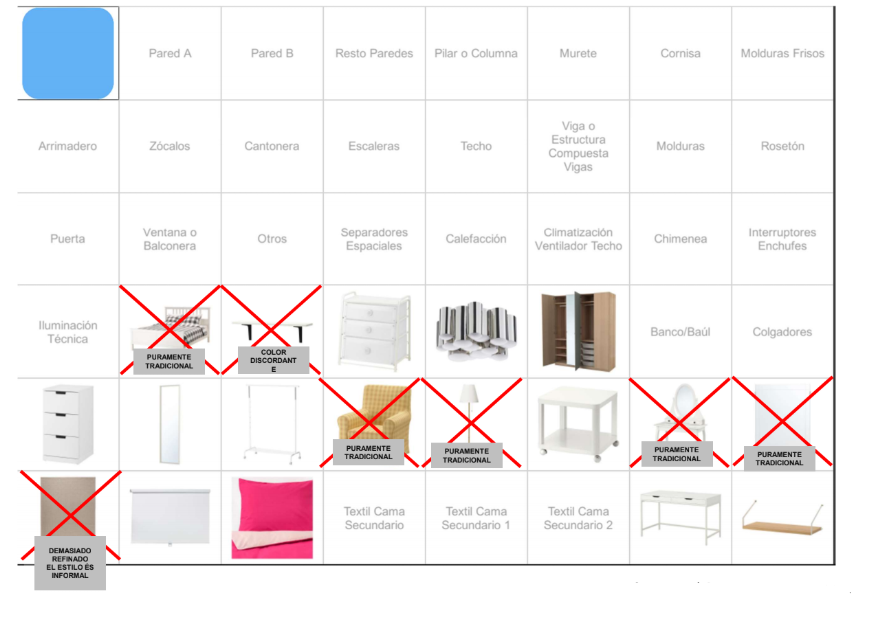 Pared A
Pared B
Resto Paredes
Pilar o Columna
Murete
Cornisa
Molduras Frisos
Arrimadero
Zócalos
Cantonera
Escaleras
Techo
Viga o
Estructura
Compuesta
Vigas
Molduras
Rosetón
Puerta
Ventana o
Balconera
Otros
Separadores
Espaciales
Calefacción
Climatización
Ventilador Techo
Chimenea
Interruptores
Enchufes
Iluminación
Técnica
PURAMENTE
TRADICIONAL
COLOR
DISCORDANT
E
Banco/Baúl
Colgadores
PURAMENTE
TRADICIONAL
PURAMENTE
TRADICIONAL
PURAMENTE
TRADICIONAL
PURAMENTE
TRADICIONAL
DEMASIADO
REFINADO
EL ESTILO ÉS
INFORMAL
Textil Cama
Secundario
Textil Cama
Secundario 1
Textil Cama
Secundario 2